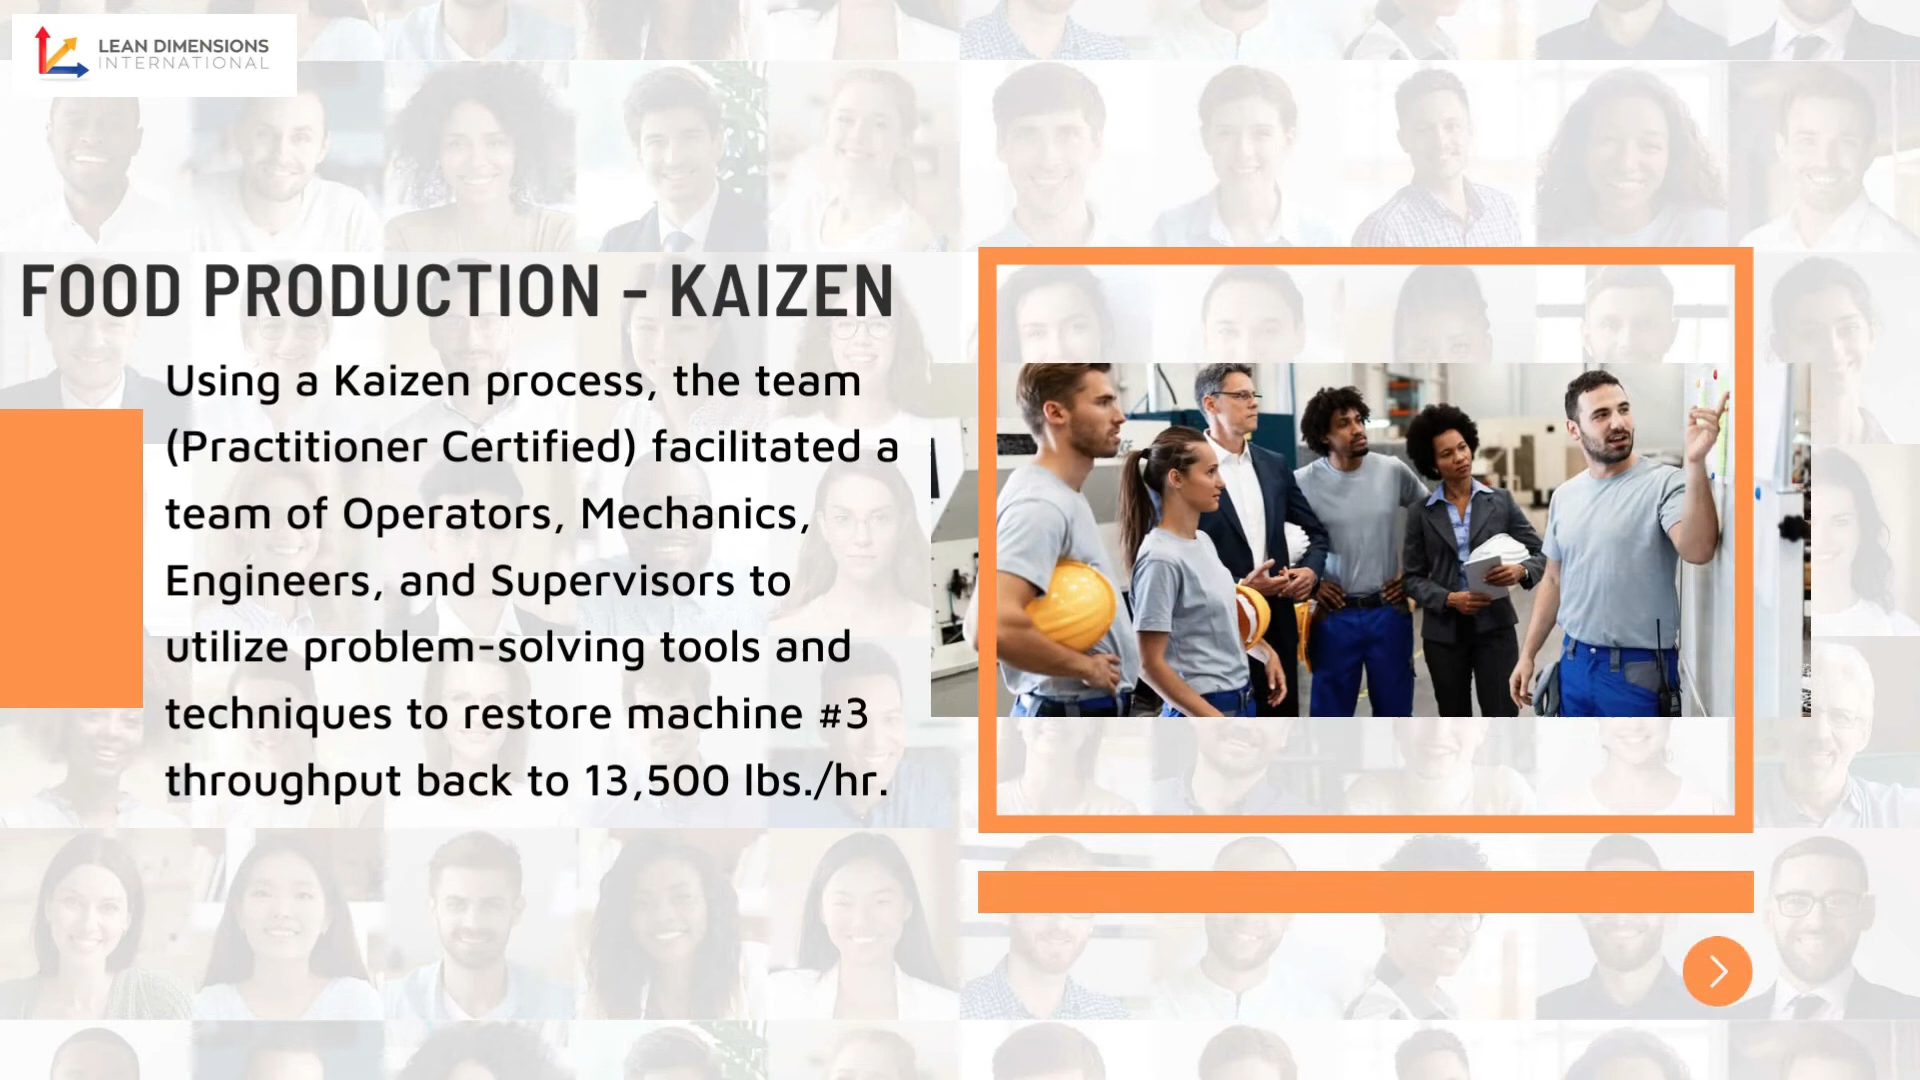 LEAN DIMENSIONS
INTERNATIONAL
FOOD PRODUCTION - KAIZEN
Using a Kaizen process, the team
(Practitioner Certified) facilitated a
team of Operators, Mechanics,
Engineers, and Supervisors to
utilize problem-solving tools and
techniques to restore machine #3
throughput back to 13,500 lbs./hr.